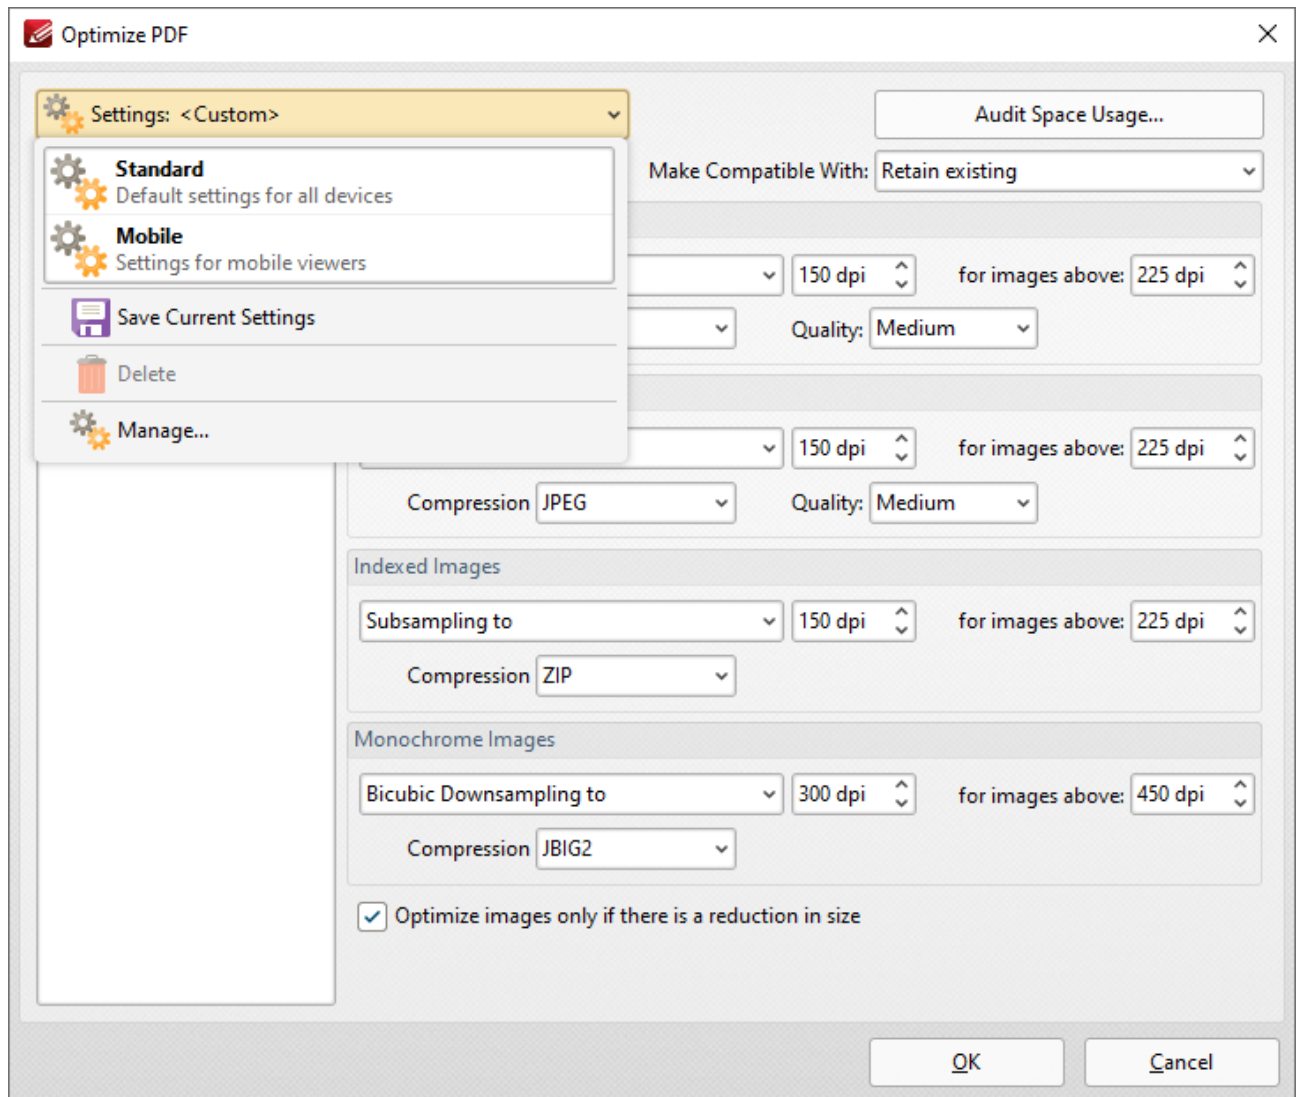 Optimize PDF
Settings: <Custom>
Audit Space Usage...
Standard
Default settings for all devices
Make Compatible With: Retain existing
Mobile
Settings for mobile viewers
150 dpi for images above: 225 dpi
Save Current Settings
Quality: Medium
Delete
Manage...
150 dpi for images above: 225 dpi
Compression JPEG Quality: Medium
Indexed Images
Subsampling to 150 dpi for images above: 225 dpi
Compression ZIP
Monochrome Images
Bicubic Downsampling to 300 dpi for images above: 450 dpi
Compression JBIG2
Optimize images only if there is a reduction in size
OK Cancel